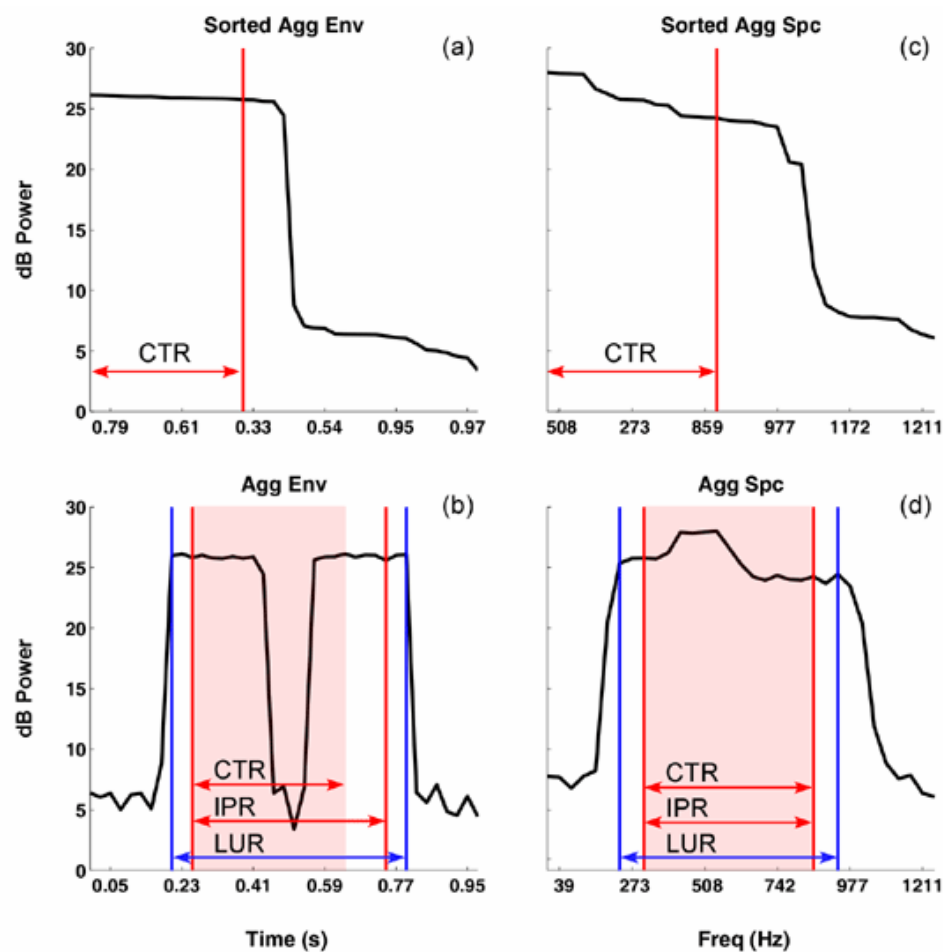 Sorted Agg Env
(a)
30
25
20
15
10
5
0
dB Power
CTR
0.79 0.61 0.33 0.54 0.95 0.97
Sorted Agg Spc
(c)
CTR
508 273 859 977 1172 1211
Agg Env
(b)
30
25
20
15
10
5
0
dB Power
CTR
IPR
LUR
0.05 0.23 0.41 0.59 0.77 0.95
Time (s)
Agg Spc
(d)
CTR
IPR
LUR
39 273 508 742 977 1211
Freq (Hz)